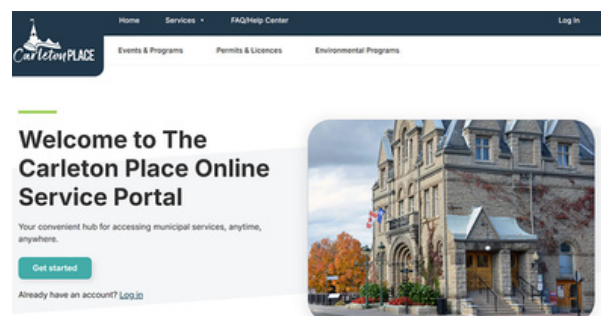 Home Services FAQ/Help Center Log In
Carleton PLACE
Events & Programs Permits & Licences Environmental Programs
Welcome to The
Carleton Place Online
Service Portal
Your convenient hub for accessing municipal services, anytime,
anywhere.
Get started
Already have an account? Log in